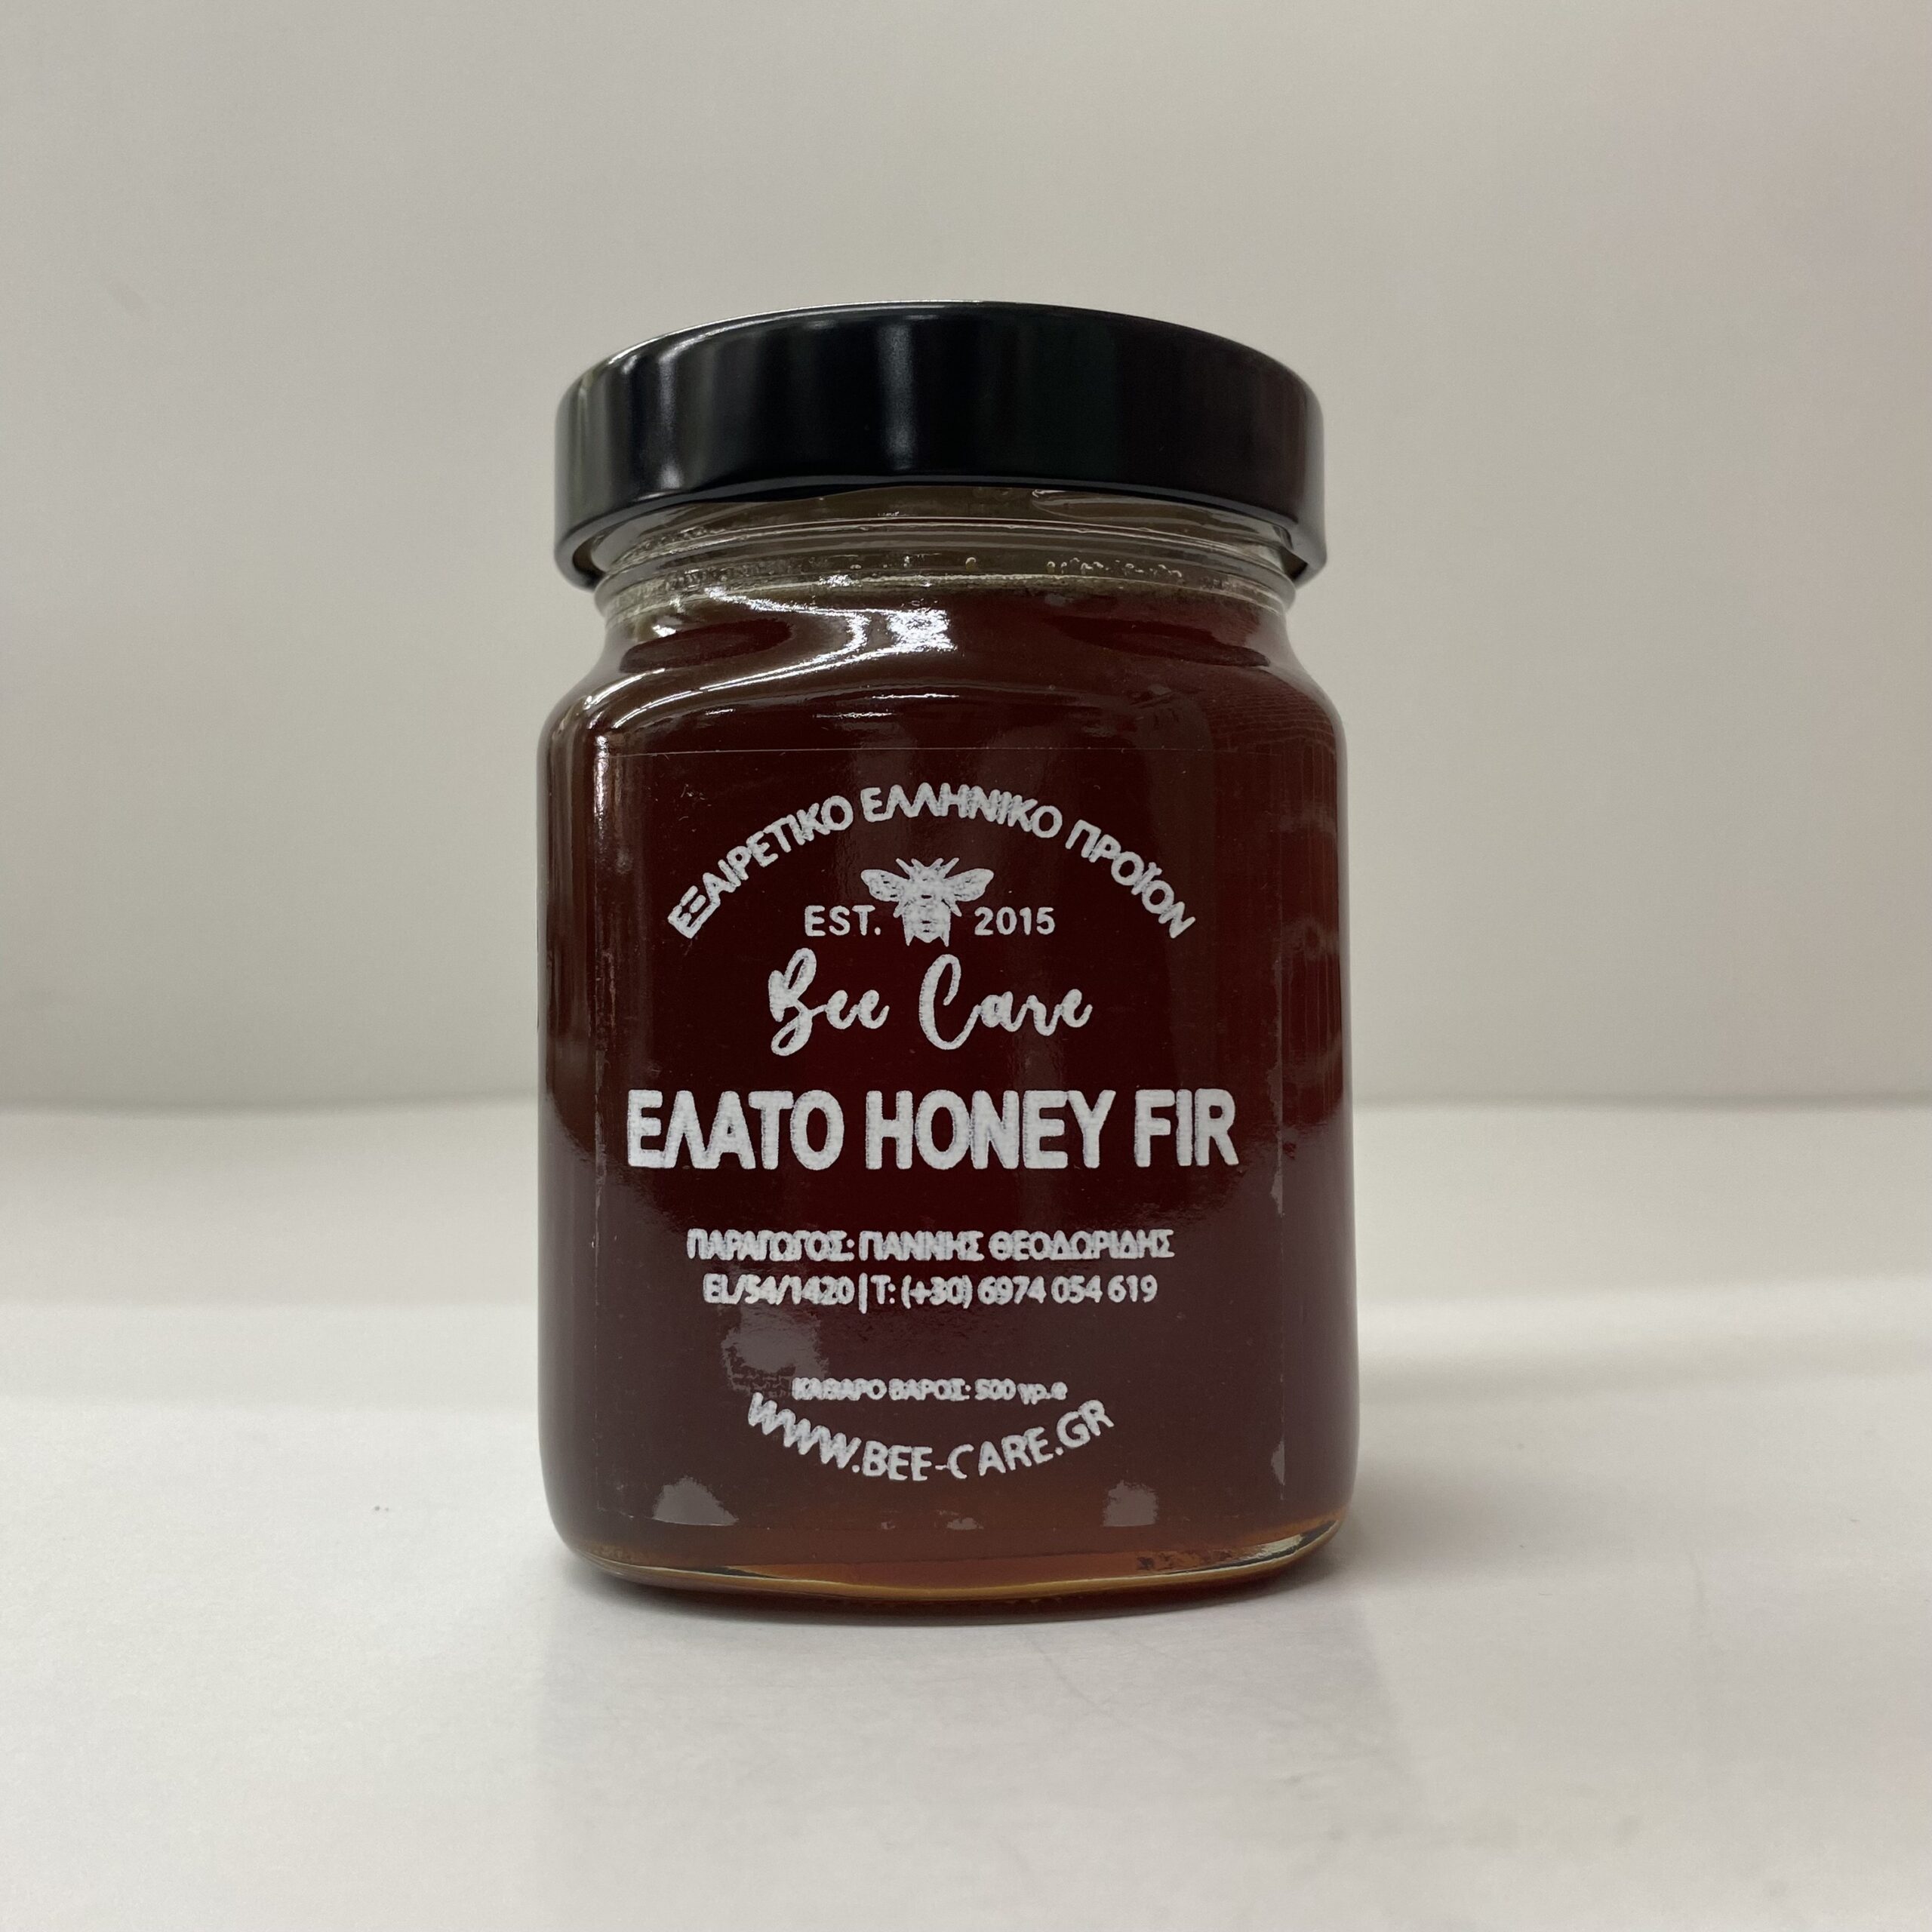 ΕΞΑΙΡΕΤΙΚΟ ΕΛΛΗΝΙΚΟ ΠΡΟΪΟΝ
EST. 2015
Bee Care
ΕΛΑΤΟ HONEY FIR
ΠΑΡΑΓΩΓΟΣ: ΓΙΑΝΝΗΣ ΘΕΟΔΩΡΙΔΗΣ
EL/54/1420 | T: (+30) 6974 054 619
ΚΑΘΑΡΟ ΒΑΡΟΣ: 500 γρ.e
WWW.BEE-CARE.GR